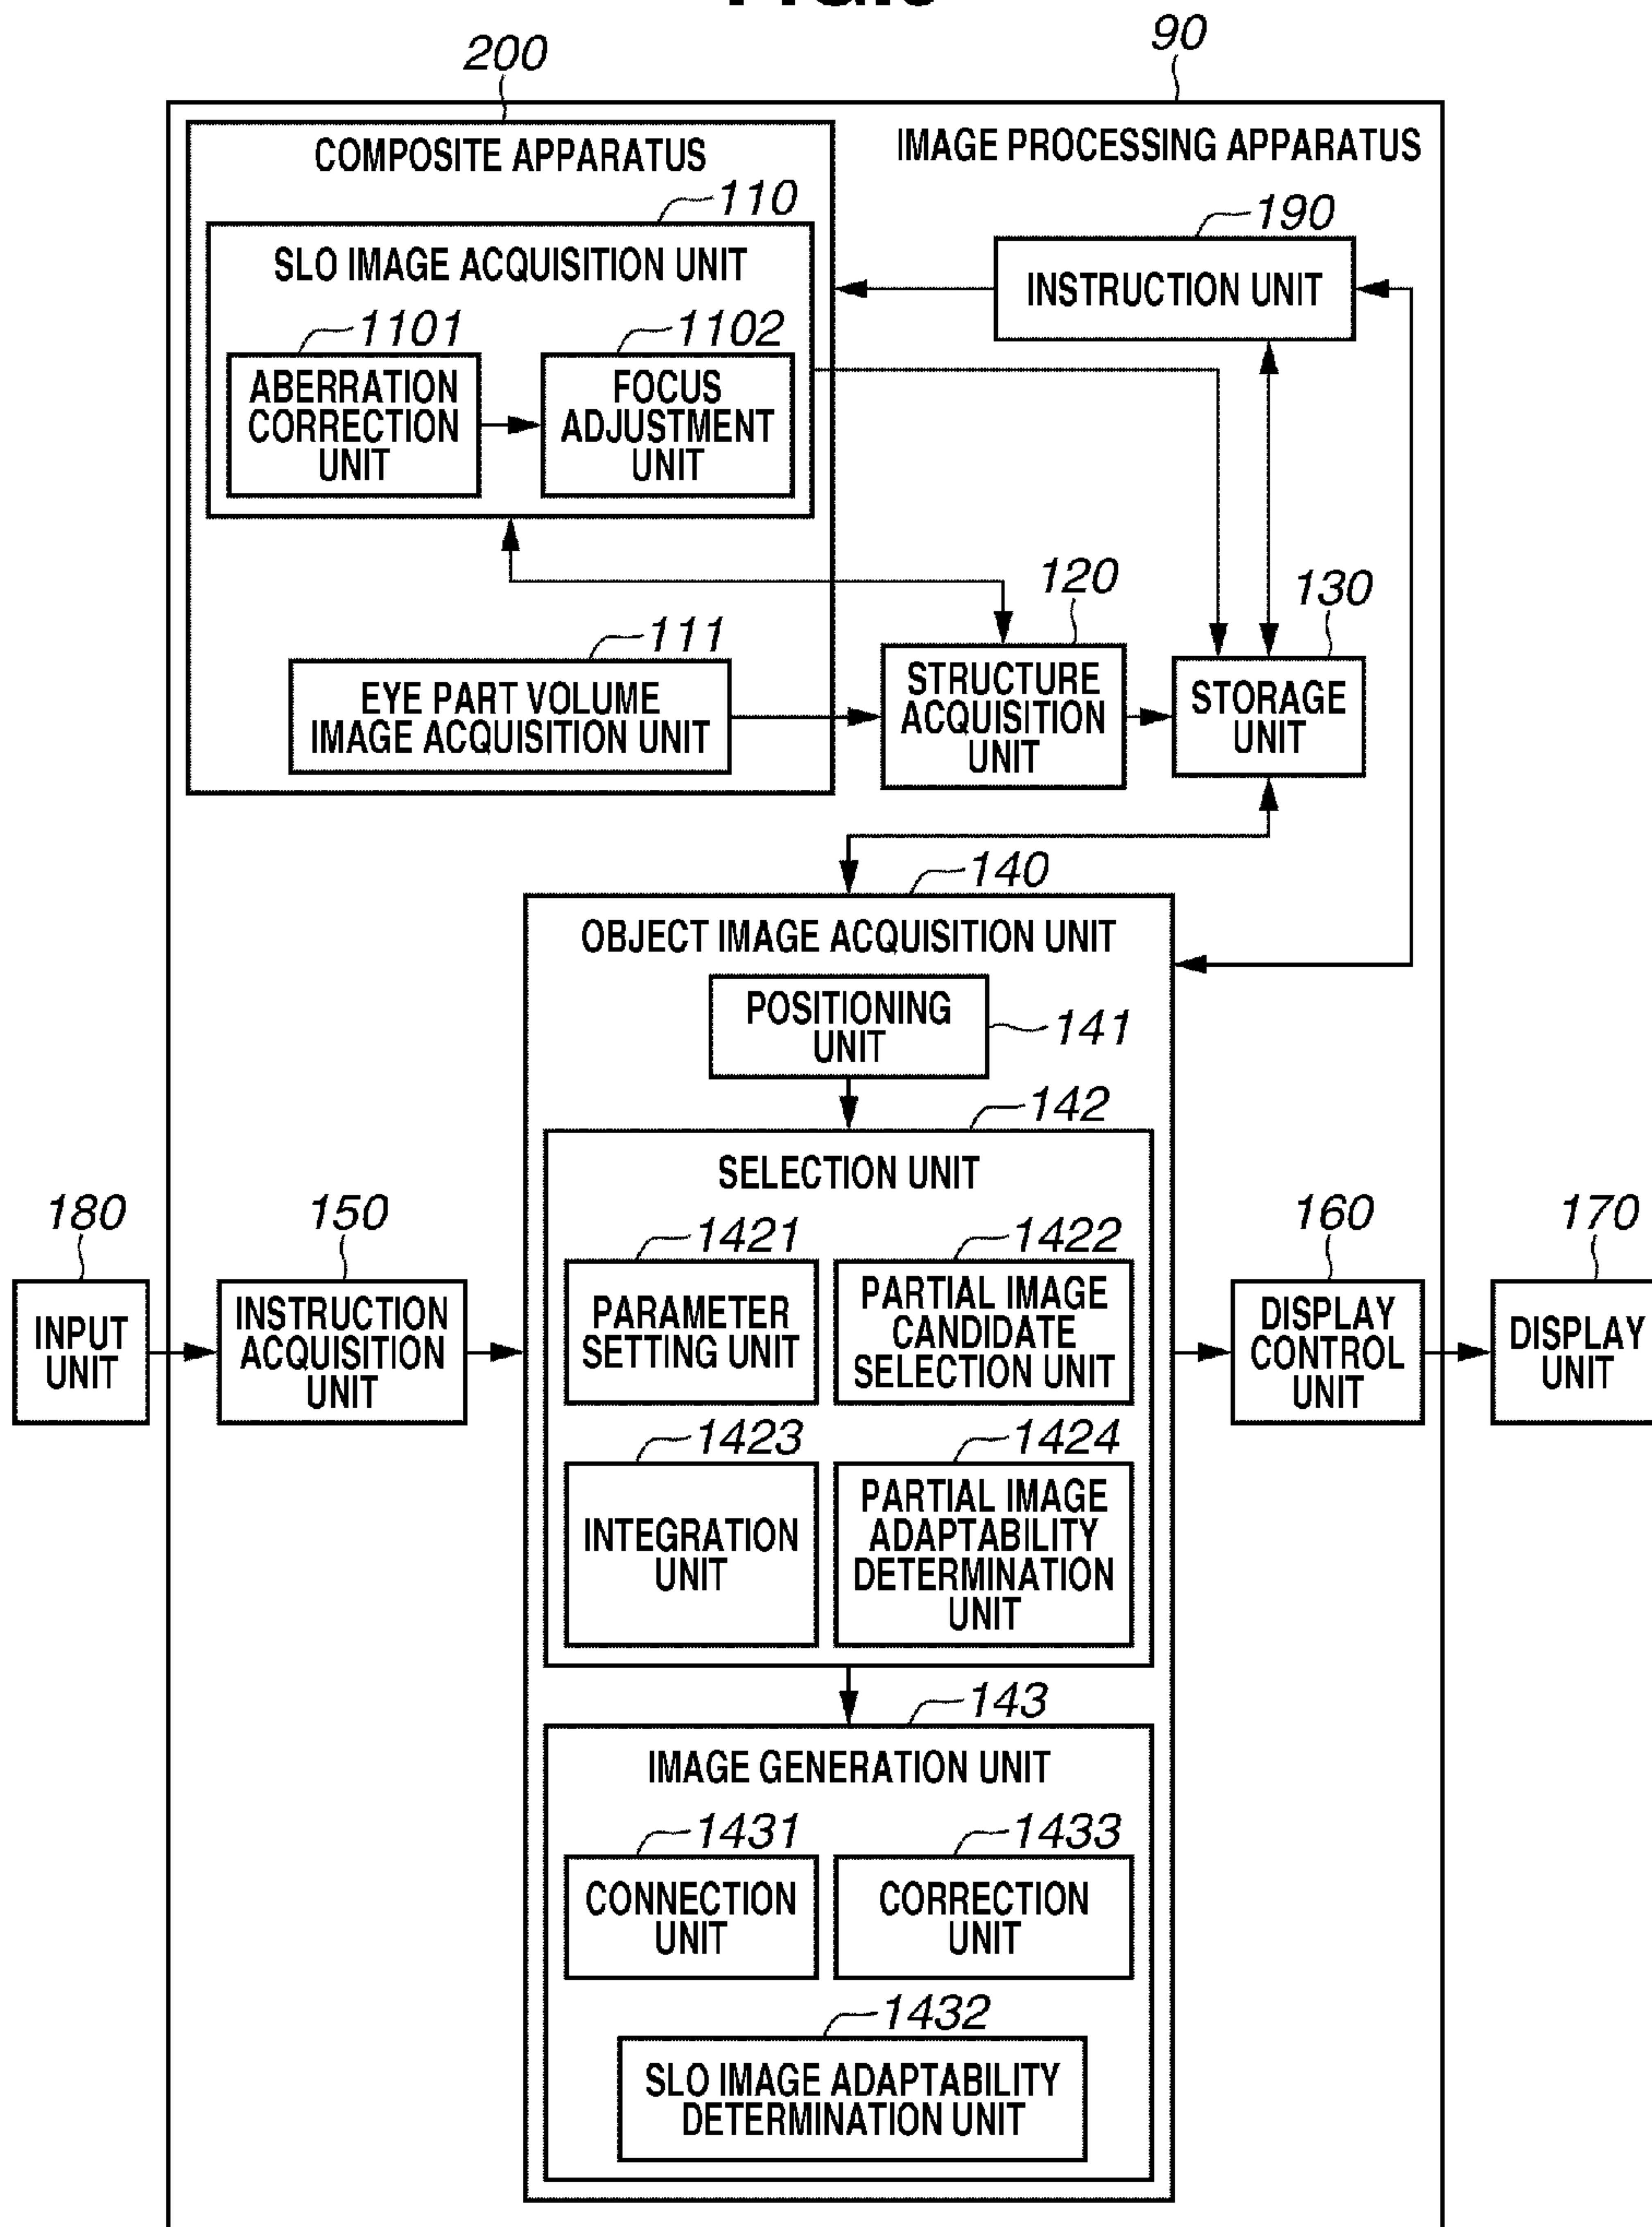 200
90
COMPOSITE APPARATUS
IMAGE PROCESSING APPARATUS
110
190
SLO IMAGE ACQUISITION UNIT
INSTRUCTION UNIT
1101
1102
ABERRATION
CORRECTION
UNIT
FOCUS
ADJUSTMENT
UNIT
120
130
111
EYE PART VOLUME
IMAGE ACQUISITION UNIT
STRUCTURE
ACQUISITION
UNIT
STORAGE
UNIT
140
OBJECT IMAGE ACQUISITION UNIT
POSITIONING
UNIT
141
142
SELECTION UNIT
180
150
1421
1422
160
170
INPUT
UNIT
INSTRUCTION
ACQUISITION
UNIT
PARAMETER
SETTING UNIT
PARTIAL IMAGE
CANDIDATE
SELECTION UNIT
DISPLAY
CONTROL
UNIT
DISPLAY
UNIT
1423
1424
INTEGRATION
UNIT
PARTIAL IMAGE
ADAPTABILITY
DETERMINATION
UNIT
143
IMAGE GENERATION UNIT
1431
1433
CONNECTION
UNIT
CORRECTION
UNIT
1432
SLO IMAGE ADAPTABILITY
DETERMINATION UNIT